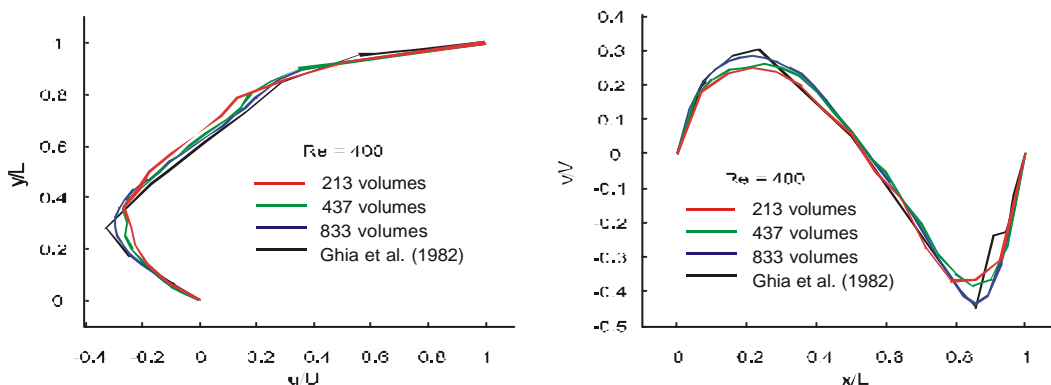 1
0.8
0.6
0.4
0.2
0
y/L
Re = 400
213 volumes
437 volumes
833 volumes
Ghia et al. (1982)
-0.4
-0.2
0
0.2
0.4
0.6
0.8
1
u/U
0.4
0.3
0.2
0.1
0
-0.1
-0.2
-0.3
-0.4
-0.5
v/V
Re = 400
213 volumes
437 volumes
833 volumes
Ghia et al. (1982)
0
0.2
0.4
0.6
0.8
1
x/L